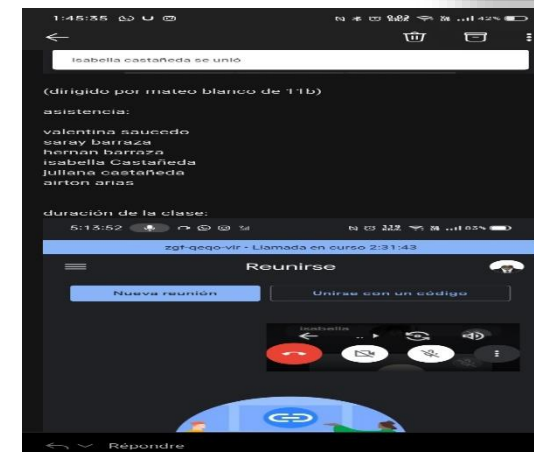 1:45:35
42%
isabella castañeda se unió
(dirigido por mateo blanco de 11b)
asistencia:
valentina saucedo
saray barraza
hernan barraza
isabella Castañeda
juliana castañeda
airton arias
duración de la clase:
5:13:52
83%
zgf-qeqo-vir - Llamada en curso 2:31:43
Reunirse
Nueva reunión
Unirse con un código
isabella
Répondre